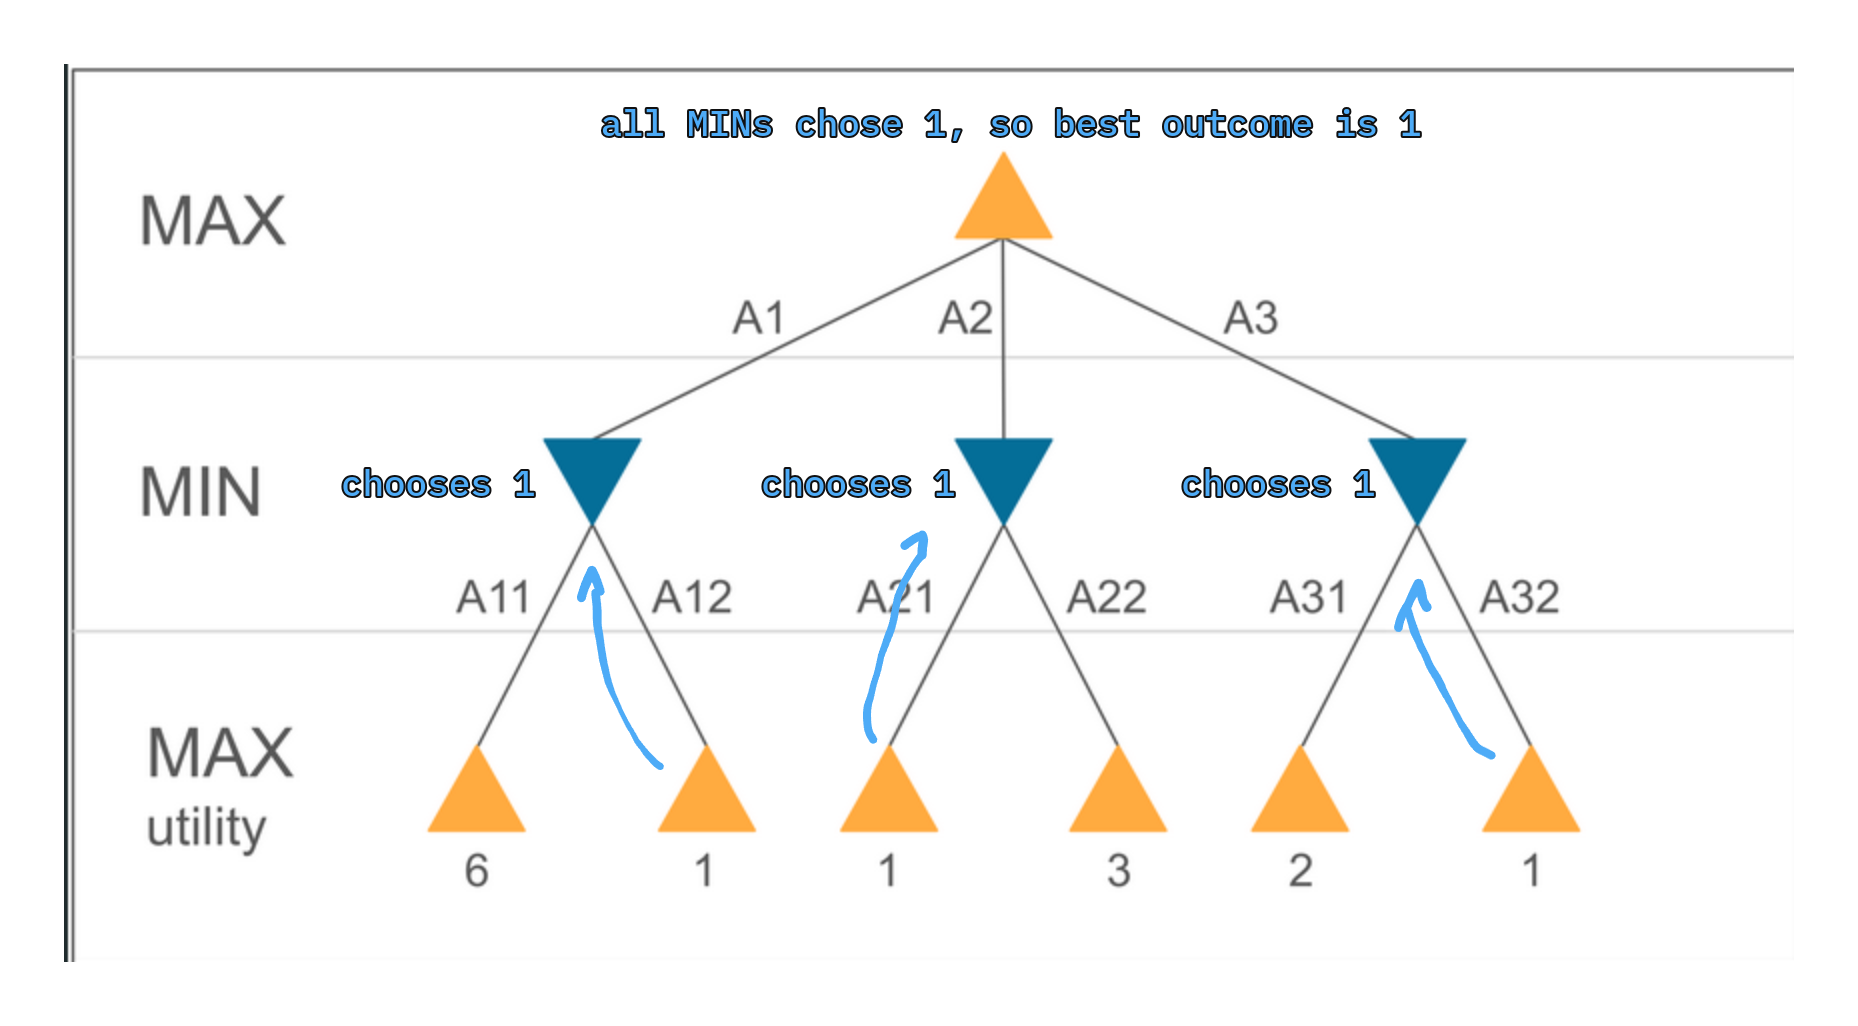 all MINs chose 1, so best outcome is 1
MAX
A1 A2 A3
MIN chooses 1 chooses 1 chooses 1
A11 A12 A21 A22 A31 A32
MAX
utility
6 1 1 3 2 1